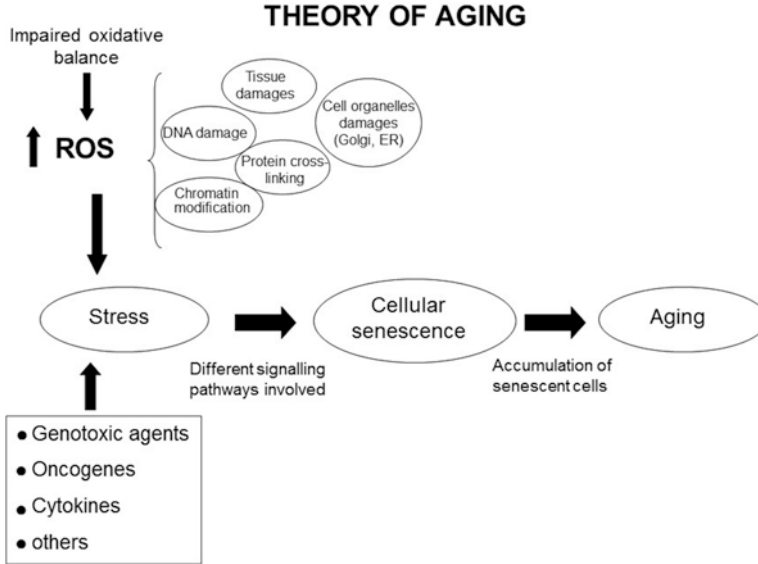 THEORY OF AGING
Impaired oxidative
balance
ROS
Tissue
damages
Cell organelles
damages
(Golgi, ER)
DNA damage
Protein cross-
linking
Chromatin
modification
Stress
Cellular
senescence
Aging
Different signalling
pathways involved
Accumulation of
senescent cells
• Genotoxic agents
• Oncogenes
• Cytokines
• others